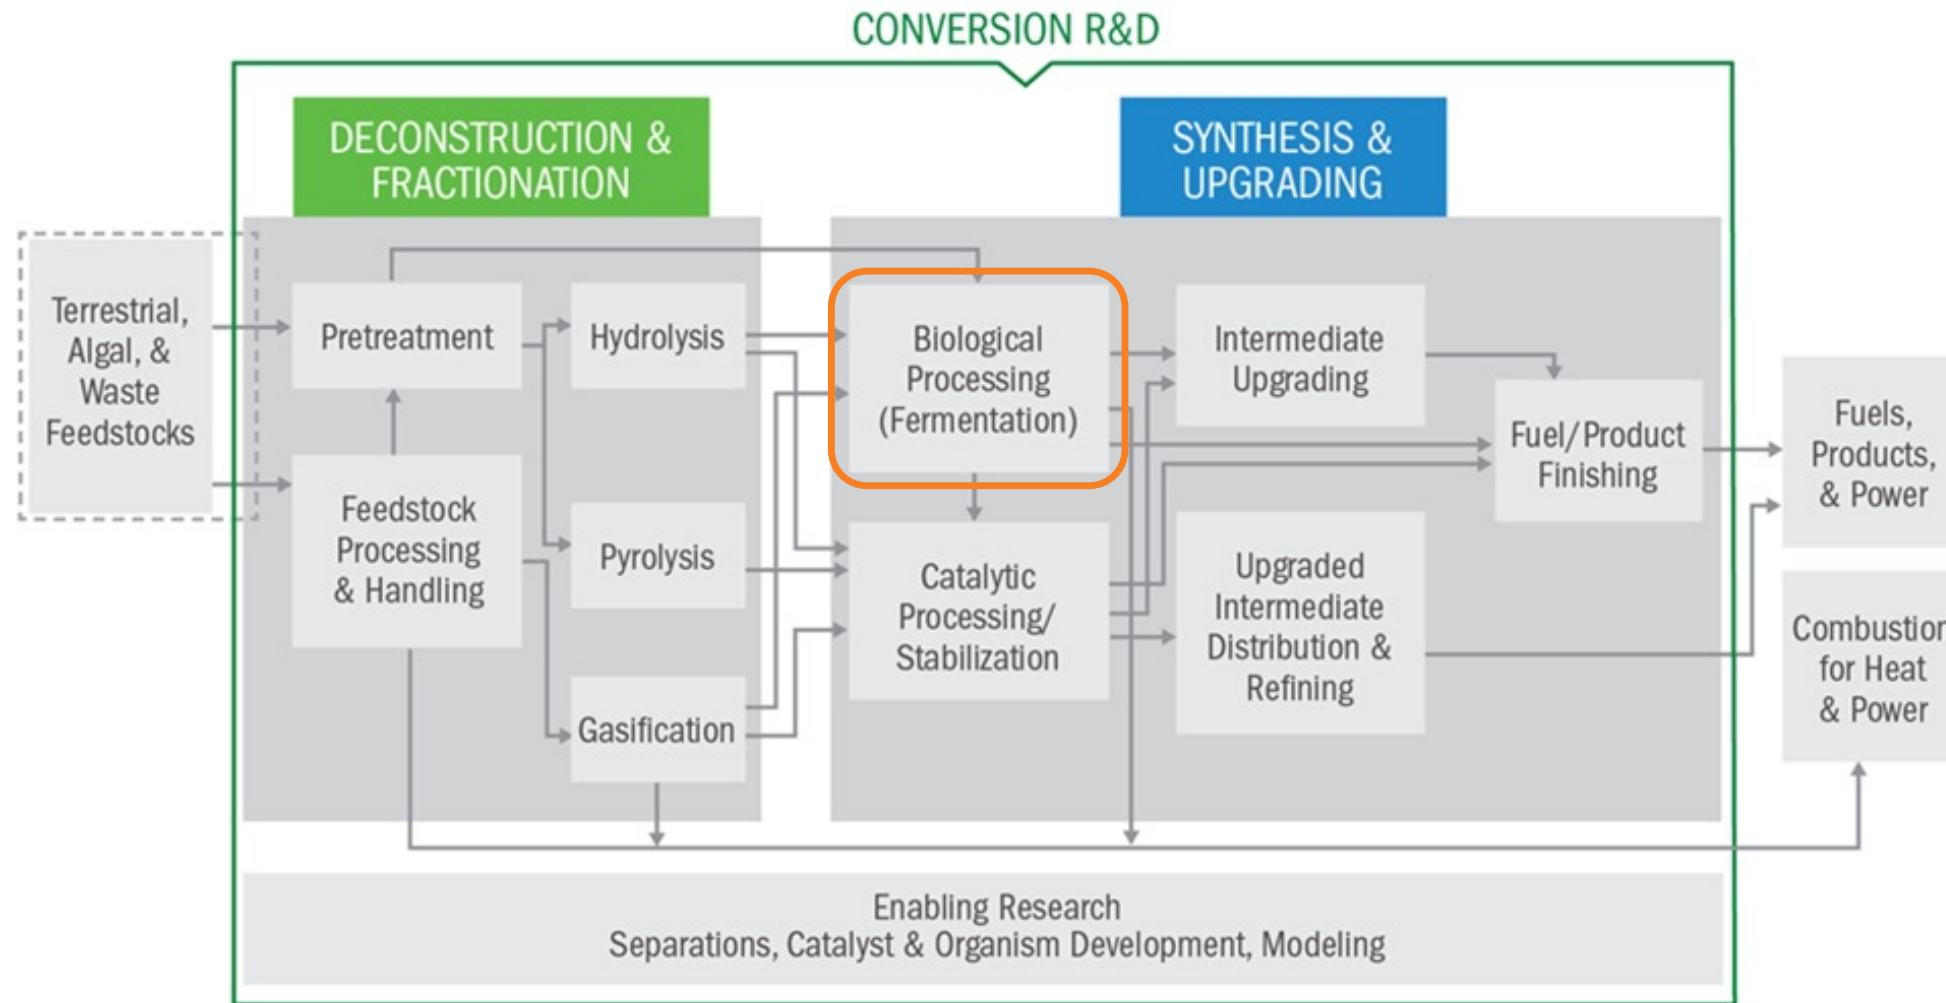 CONVERSION R&D
DECONSTRUCTION &
FRACTIONATION
SYNTHESIS &
UPGRADING
Terrestrial,
Algal, &
Waste
Feedstocks
Pretreatment
Hydrolysis
Feedstock
Processing
& Handling
Pyrolysis
Gasification
Biological
Processing
(Fermentation)
Catalytic
Processing/
Stabilization
Intermediate
Upgrading
Upgraded
Intermediate
Distribution &
Refining
Fuel/Product
Finishing
Fuels,
Products,
& Power
Combustion
for Heat
& Power
Enabling Research
Separations, Catalyst & Organism Development, Modeling